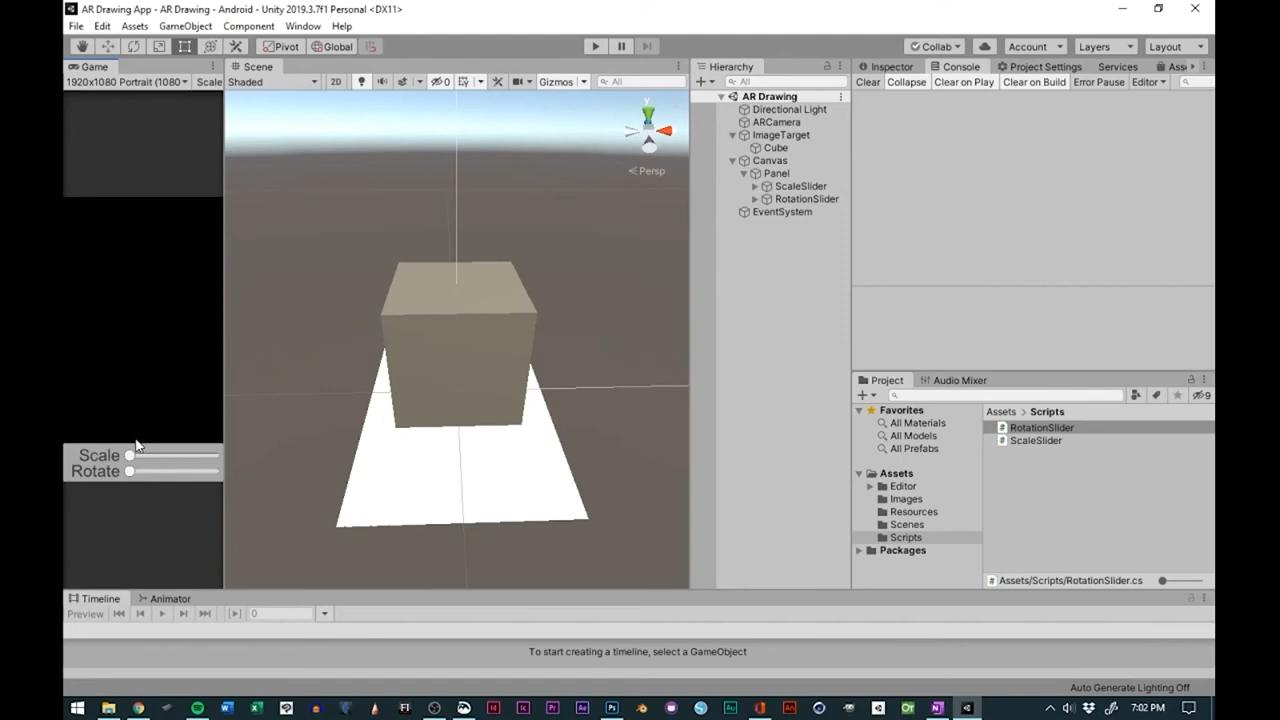 AR Drawing App - AR Drawing - Android - Unity 2019.3.7f1 Personal <DX11>
File Edit Assets GameObject Component Window Help
Pivot Global Collab Account Layers Layout
Game Scene Hierarchy Inspector Console Project Settings Services
1920x1080 Portrait (1080 Scale Shaded 2D 0 Gizmos All All Clear Collapse Clear on Play Clear on Build Error Pause Editor
AR Drawing
Directional Light
ARCamera
ImageTarget
Cube
Canvas
Panel
ScaleSlider
RotationSlider
EventSystem
y
Persp
Scale
Rotate
Project Audio Mixer
9
Favorites
All Materials
All Models
All Prefabs
Assets
Editor
Images
Resources
Scenes
Scripts
Packages
Assets > Scripts
RotationSlider
ScaleSlider
Assets/Scripts/RotationSlider.cs
Timeline Animator
Preview 0
To start creating a timeline, select a GameObject
Auto Generate Lighting Off
7:02 PM